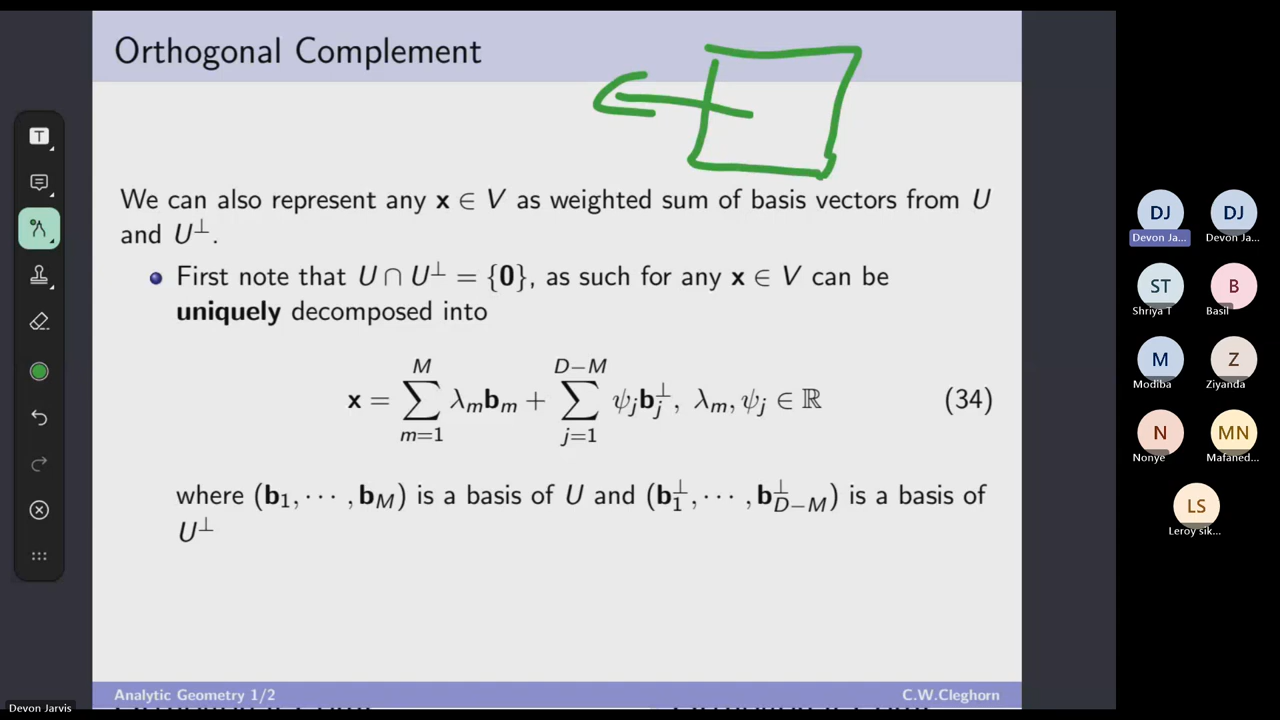 Orthogonal Complement
We can also represent any x ∈ V as weighted sum of basis vectors from U
and U⊥.
First note that U ∩ U⊥ = {0}, as such for any x ∈ V can be
uniquely decomposed into
x = ∑_{m=1}^{M} λ_m b_m + ∑_{j=1}^{D−M} ψ_j b_j^⊥, λ_m, ψ_j ∈ ℝ (34)
where (b_1, ⋯ , b_M) is a basis of U and (b_1^⊥, ⋯ , b_{D−M}^⊥) is a basis of
U⊥
Analytic Geometry 1/2 C.W.Cleghorn
Devon Jarvis
T
DJ DJ
Devon Ja... Devon Ja...
ST B
Shriya T Basil
M Z
Modiba Ziyanda
N MN
Nonye Mafaned...
LS
Leroy sik...